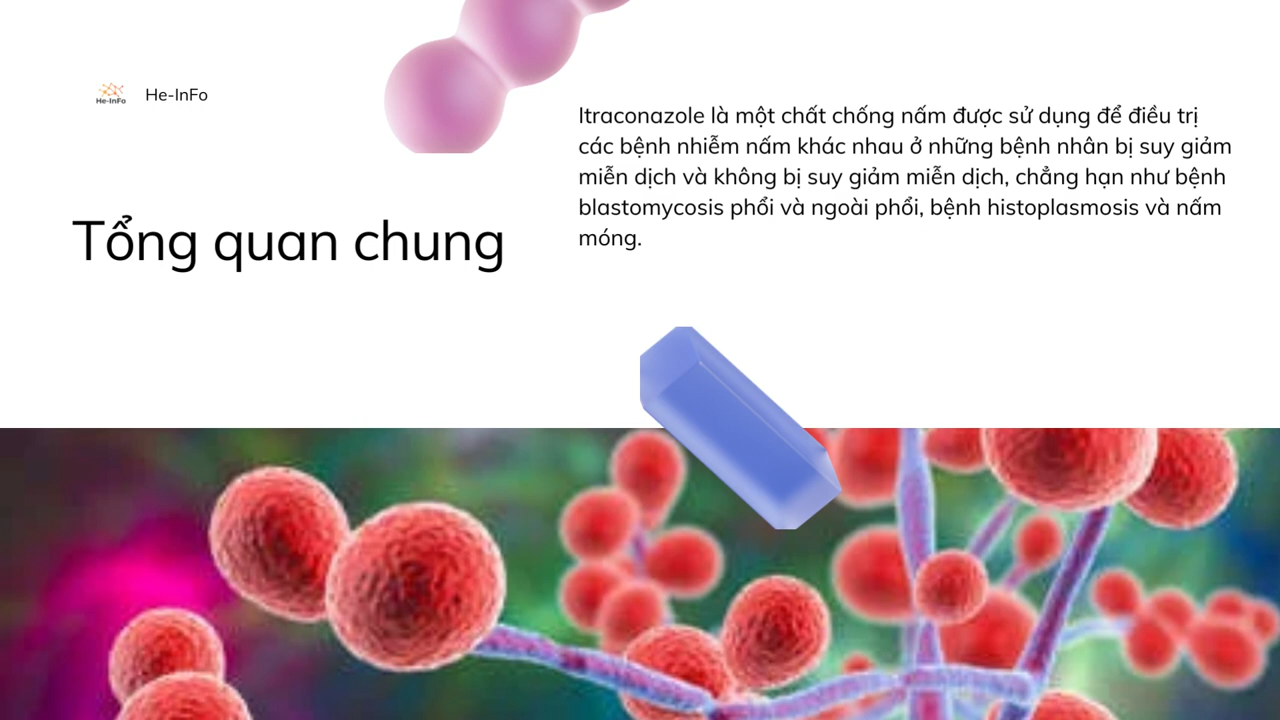 He-InFo
He-InFo
Tổng quan chung
Itraconazole là một chất chống nấm được sử dụng để điều trị
các bệnh nhiễm nấm khác nhau ở những bệnh nhân bị suy giảm
miễn dịch và không bị suy giảm miễn dịch, chẳng hạn như bệnh
blastomycosis phổi và ngoài phổi, bệnh histoplasmosis và nấm
móng.